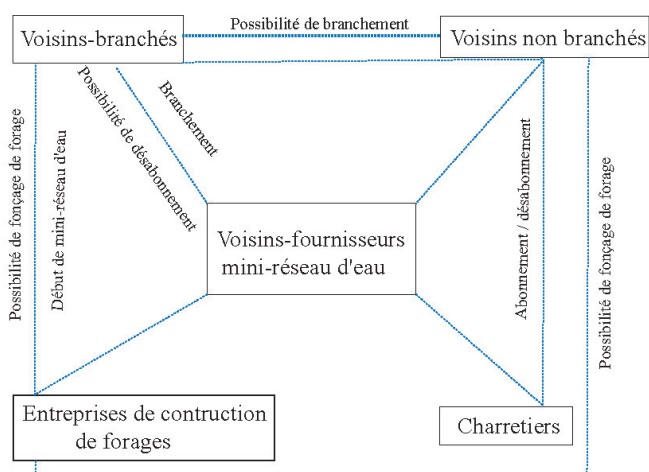 Possibilité de branchement
Voisins-branchés
Voisins non branchés
Possibilité de fonçage de forage
Début de mini-réseau d'eau
Possibilité de désabonnement
Branchement
Abonnement / désabonnement
Possibilité de fonçage de forage
Voisins-fournisseurs
mini-réseau d'eau
Entreprises de contruction
de forages
Charretiers